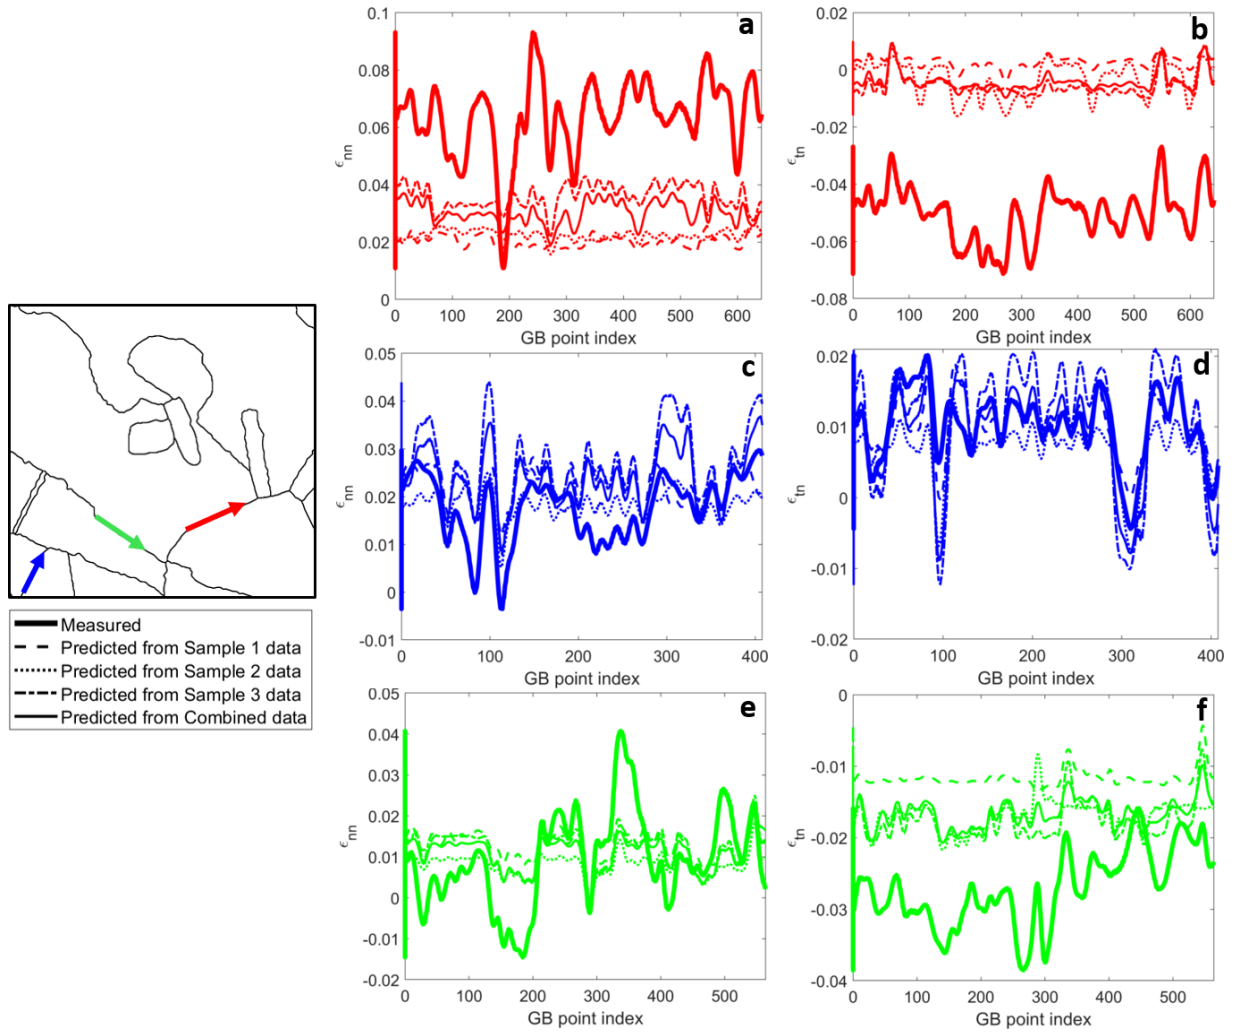 a
0.1
0.08
0.06
0.04
0.02
0
ϵnn
0 100 200 300 400 500 600
GB point index
b
0.02
0
-0.02
-0.04
-0.06
-0.08
ϵtn
0 100 200 300 400 500 600
GB point index
c
0.05
0.04
0.03
0.02
0.01
0
-0.01
ϵnn
0 100 200 300 400
GB point index
d
0.02
0.01
0
-0.01
-0.02
ϵtn
0 100 200 300 400
GB point index
Measured
Predicted from Sample 1 data
Predicted from Sample 2 data
Predicted from Sample 3 data
Predicted from Combined data
e
0.05
0.04
0.03
0.02
0.01
0
-0.01
-0.02
ϵnn
0 100 200 300 400 500
GB point index
f
0
-0.01
-0.02
-0.03
-0.04
ϵtn
0 100 200 300 400 500
GB point index